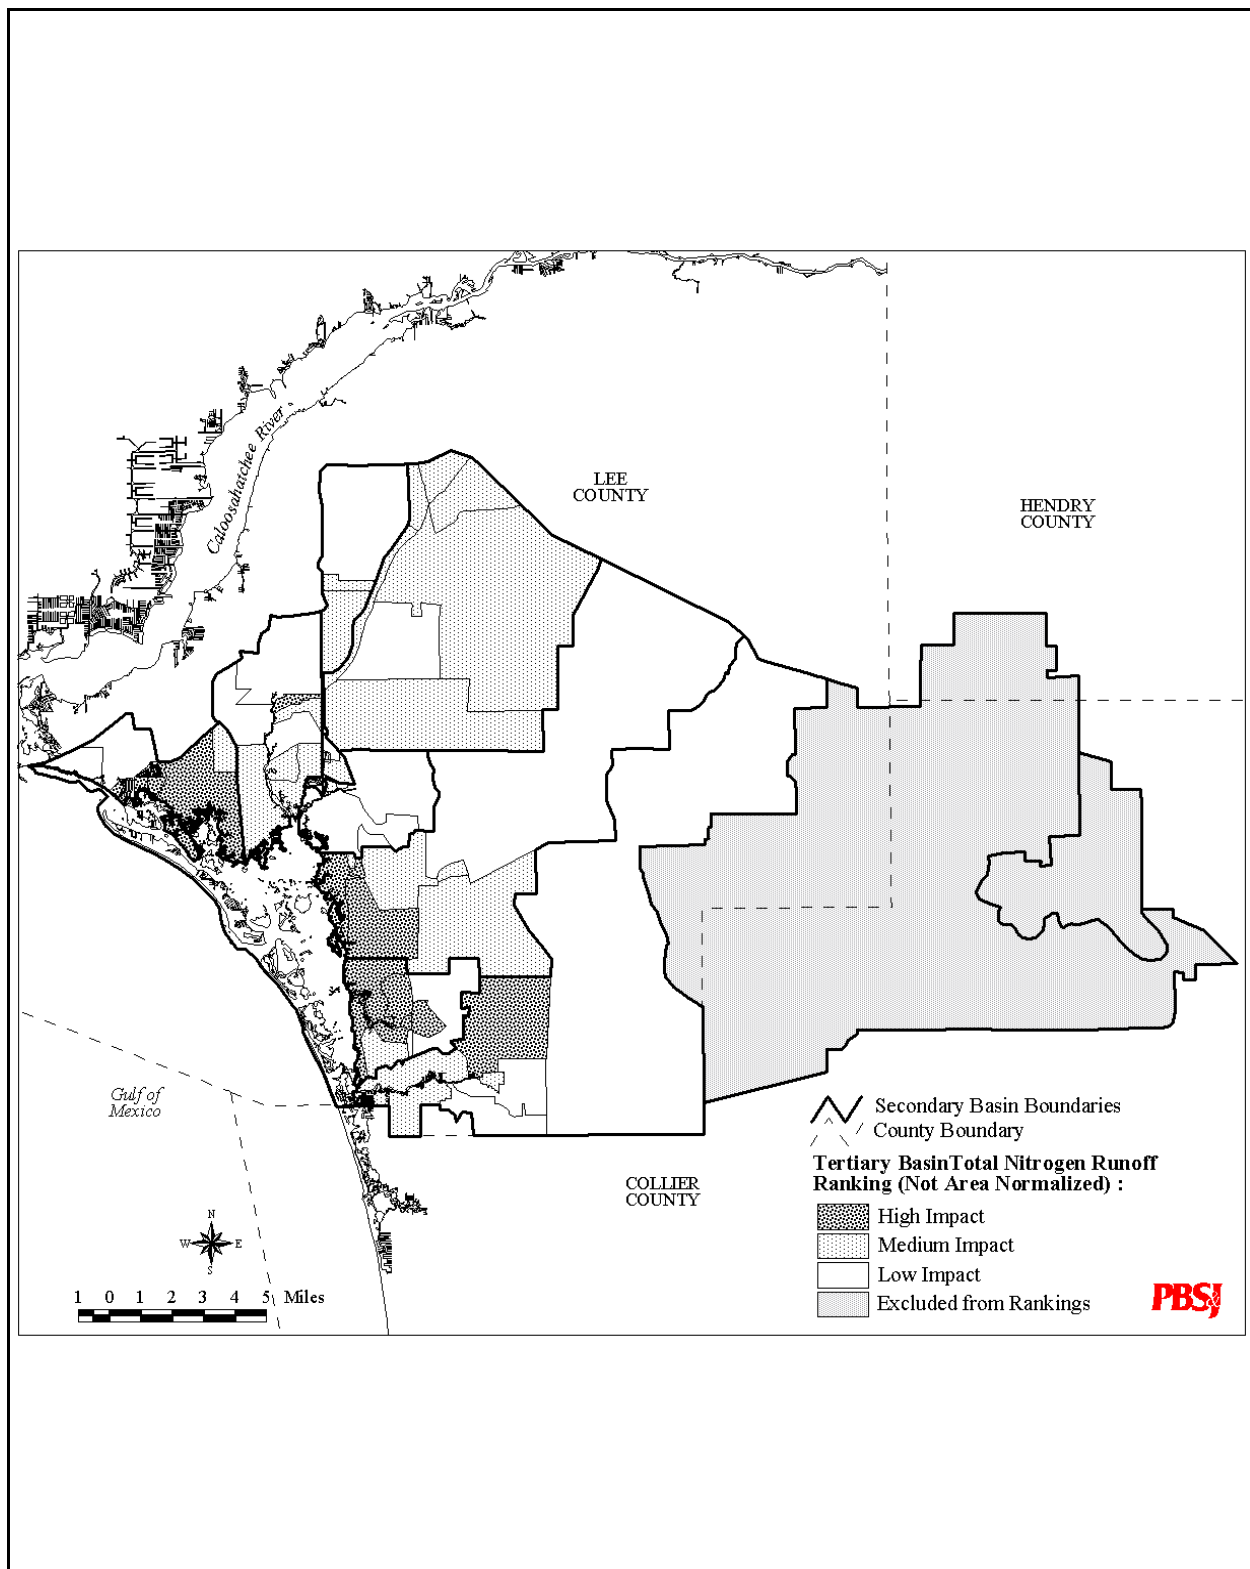 LEE
COUNTY
HENDRY
COUNTY
Caloosahatchee River
Gulf of
Mexico
COLLIER
COUNTY
Secondary Basin Boundaries
County Boundary
Tertiary BasinTotal Nitrogen Runoff
Ranking (Not Area Normalized) :
High Impact
Medium Impact
Low Impact
Excluded from Rankings
N
W E
S
1 0 1 2 3 4 5 Miles
PBSJ